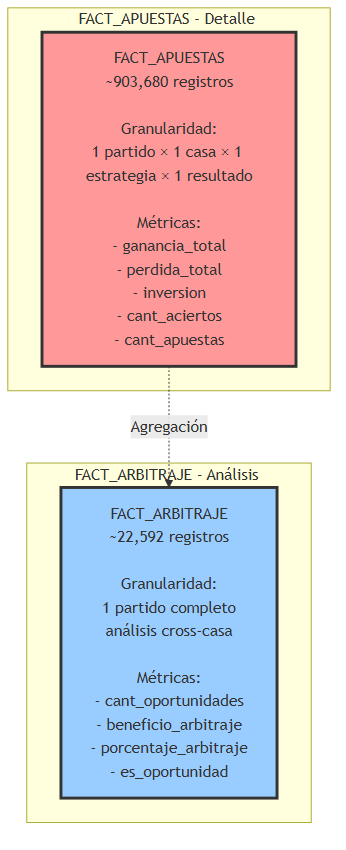 FACT_APUESTAS - Detalle
FACT_APUESTAS
~903,680 registros
Granularidad:
1 partido × 1 casa × 1
estrategia × 1 resultado
Métricas:
- ganancia_total
- perdida_total
- inversion
- cant_aciertos
- cant_apuestas
Agregación
FACT_ARBITRAJE - Análisis
FACT_ARBITRAJE
~22,592 registros
Granularidad:
1 partido completo
análisis cross-casa
Métricas:
- cant_oportunidades
- beneficio_arbitraje
- porcentaje_arbitraje
- es_oportunidad